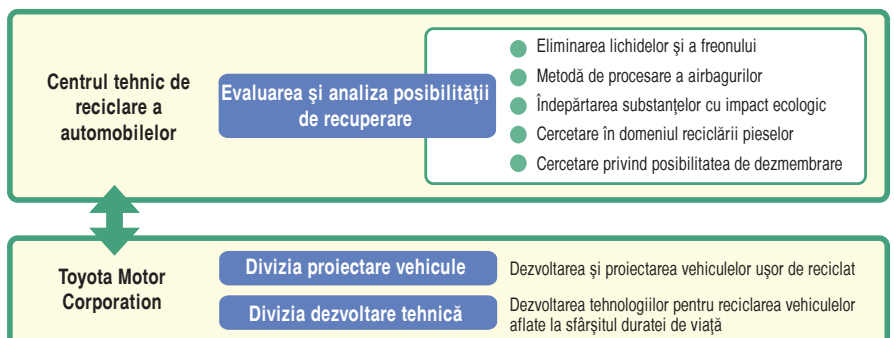 Centrul tehnic de
reciclare a
automobilelor
Evaluarea şi analiza posibilităţii
de recuperare
Eliminarea lichidelor şi a freonului
Metodă de procesare a airbagurilor
Îndepărtarea substanţelor cu impact ecologic
Cercetare în domeniul reciclării pieselor
Cercetare privind posibilitatea de dezmembrare
Toyota Motor
Corporation
Divizia proiectare vehicule
Dezvoltarea şi proiectarea vehiculelor uşor de reciclat
Divizia dezvoltare tehnică
Dezvoltarea tehnologiilor pentru reciclarea vehiculelor
aflate la sfârşitul duratei de viaţă